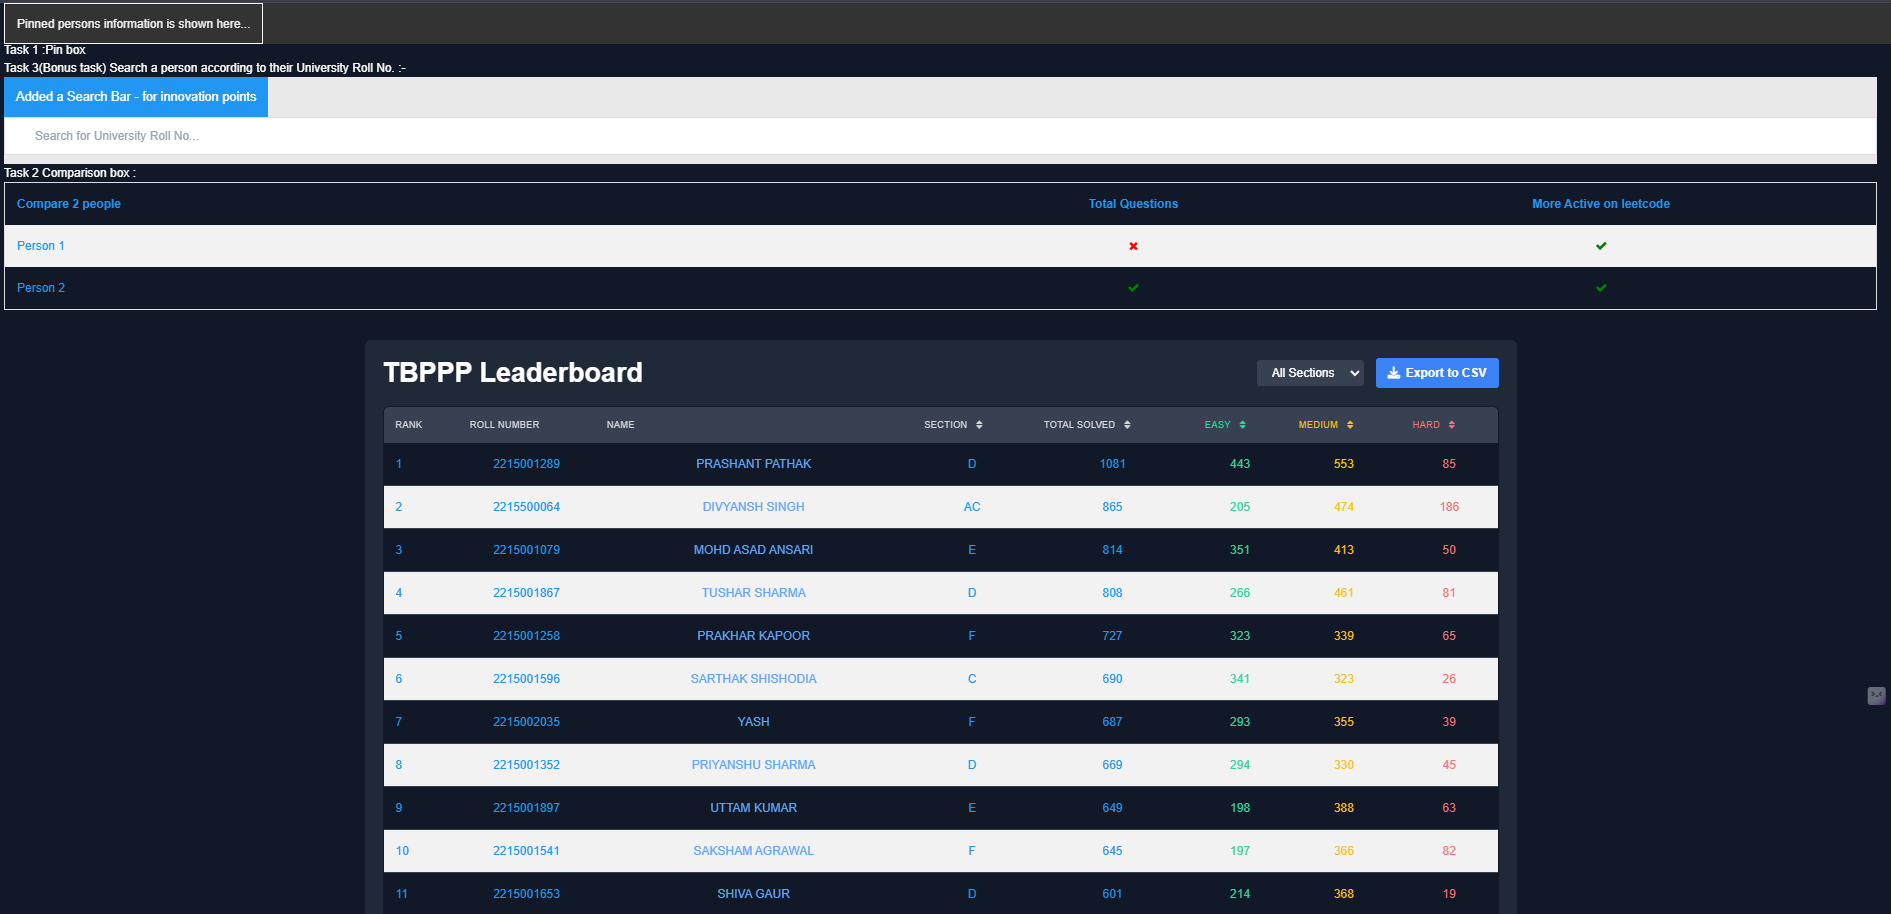 Pinned persons information is shown here...
Task 1 :Pin box
Task 3(Bonus task) Search a person according to their University Roll No. :-
Added a Search Bar - for innovation points
Search for University Roll No...
Task 2 Comparison box :
Compare 2 people Total Questions More Active on leetcode
Person 1
Person 2
TBPPP Leaderboard All Sections Export to CSV
RANK ROLL NUMBER NAME SECTION TOTAL SOLVED EASY MEDIUM HARD
1 2215001289 PRASHANT PATHAK D 1081 443 553 85
2 2215500064 DIVYANSH SINGH AC 865 205 474 186
3 2215001079 MOHD ASAD ANSARI E 814 351 413 50
4 2215001867 TUSHAR SHARMA D 808 266 461 81
5 2215001258 PRAKHAR KAPOOR F 727 323 339 65
6 2215001596 SARTHAK SHISHODIA C 690 341 323 26
7 2215002035 YASH F 687 293 355 39
8 2215001352 PRIYANSHU SHARMA D 669 294 330 45
9 2215001897 UTTAM KUMAR E 649 198 388 63
10 2215001541 SAKSHAM AGRAWAL F 645 197 366 82
11 2215001653 SHIVA GAUR D 601 214 368 19